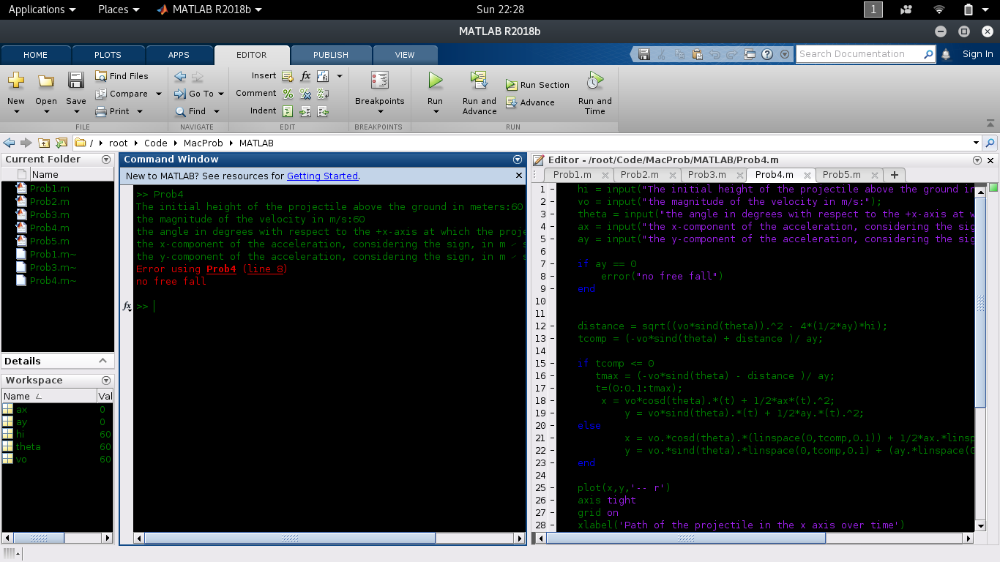 Applications Places MATLAB R2018b Sun 22:28 1
MATLAB R2018b
HOME PLOTS APPS EDITOR PUBLISH VIEW Search Documentation Sign In
New Open Save Find Files Compare Print
FILE
Go To Find
NAVIGATE
Insert fx
Comment
Indent
EDIT
Breakpoints
BREAKPOINTS
Run Run and Advance Run Section Advance Run and Time
RUN
/ root Code MacProb MATLAB
Current Folder
Name
Prob1.m
Prob2.m
Prob3.m
Prob4.m
Prob5.m
Prob1.m~
Prob3.m~
Prob4.m~
Details
Workspace
Name Val
ax 0
ay 0
hi 60
theta 60
vo 60
Command Window
New to MATLAB? See resources for Getting Started.
>> Prob4
The initial height of the projectile above the ground in meters:60
the magnitude of the velocity in m/s:60
the angle in degrees with respect to the +x-axis at which the proje
the x-component of the acceleration, considering the sign, in m / s
the y-component of the acceleration, considering the sign, in m / s
Error using Prob4 (line 8)
no free fall
fx >>
Editor - /root/Code/MacProb/MATLAB/Prob4.m
Prob1.m Prob2.m Prob3.m Prob4.m Prob5.m
1 hi = input("The initial height of the projectile above the ground in
2 vo = input("the magnitude of the velocity in m/s:");
3 theta = input("the angle in degrees with respect to the +x-axis at w
4 ax = input("the x-component of the acceleration, considering the sig
5 ay = input("the y-component of the acceleration, considering the sig
6
7 if ay == 0
8 error("no free fall")
9 end
10
11
12 distance = sqrt((vo*sind(theta)).^2 - 4*(1/2*ay)*hi);
13 tcomp = (-vo*sind(theta) + distance )/ ay;
14
15 if tcomp <= 0
16 tmax = (-vo*sind(theta) - distance )/ ay;
17 t=(0:0.1:tmax);
18 x = vo*cosd(theta).*(t) + 1/2*ax*(t).^2;
19 y = vo*sind(theta).*(t) + 1/2*ay.*(t).^2;
20 else
21 x = vo.*cosd(theta).*(linspace(0,tcomp,0.1)) + 1/2*ax.*linsp
22 y = vo.*sind(theta).*linspace(0,tcomp,0.1) + (ay.*linspace(0
23 end
24
25 plot(x,y,'-- r')
26 axis tight
27 grid on
28 xlabel('Path of the projectile in the x axis over time')